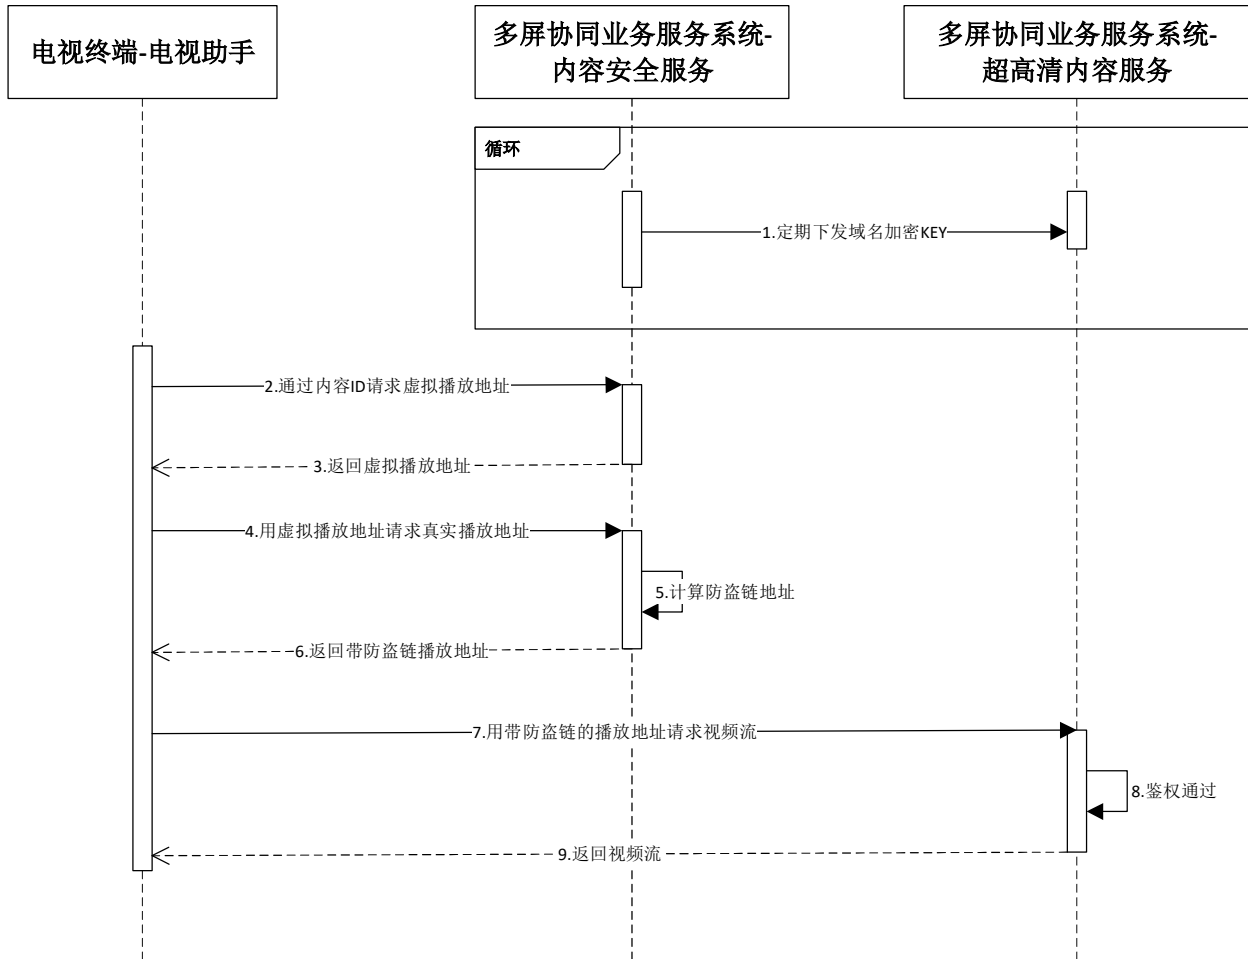 电视终端-电视助手
多屏协同业务服务系统-
内容安全服务
多屏协同业务服务系统-
超高清内容服务
循环
1.定期下发域名加密KEY
2.通过内容ID请求虚拟播放地址
3.返回虚拟播放地址
4.用虚拟播放地址请求真实播放地址
5.计算防盗链地址
6.返回带防盗链播放地址
7.用带防盗链的播放地址请求视频流
8.鉴权通过
9.返回视频流